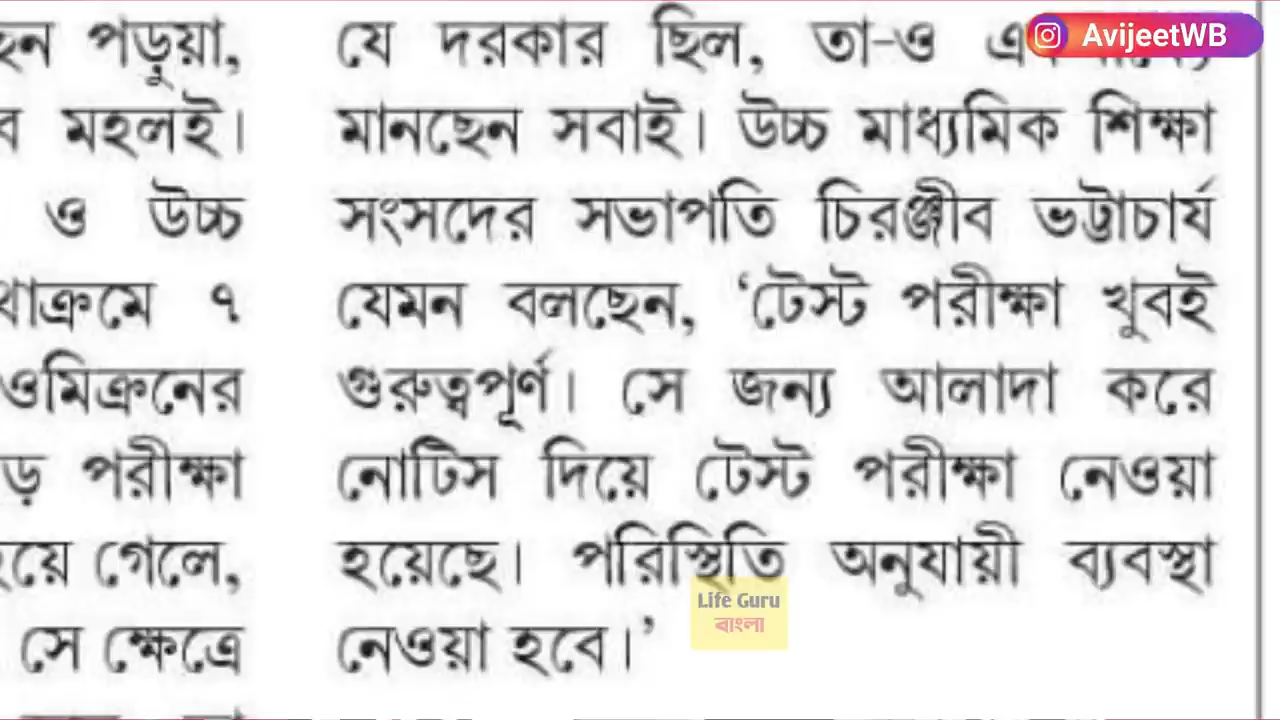 ছন পড়ুয়া,
ব মহলই।
ও উচ্চ
থাক্রমে ৭
ওমিক্রনের
ড় পরীক্ষা
হয়ে গেলে,
সে ক্ষেত্রে
যে দরকার ছিল, তা-ও
মানছেন সবাই। উচ্চ মাধ্যমিক শিক্ষা
সংসদের সভাপতি চিরঞ্জীব ভট্টাচার্য
যেমন বলছেন, ‘টেস্ট পরীক্ষা খুবই
গুরুত্বপূর্ণ। সে জন্য আলাদা করে
নোটিস দিয়ে টেস্ট পরীক্ষা নেওয়া
হয়েছে। পরিস্থিতি অনুযায়ী ব্যবস্থা
নেওয়া হবে।’
AvijeetWB
Life Guru
বাংলা